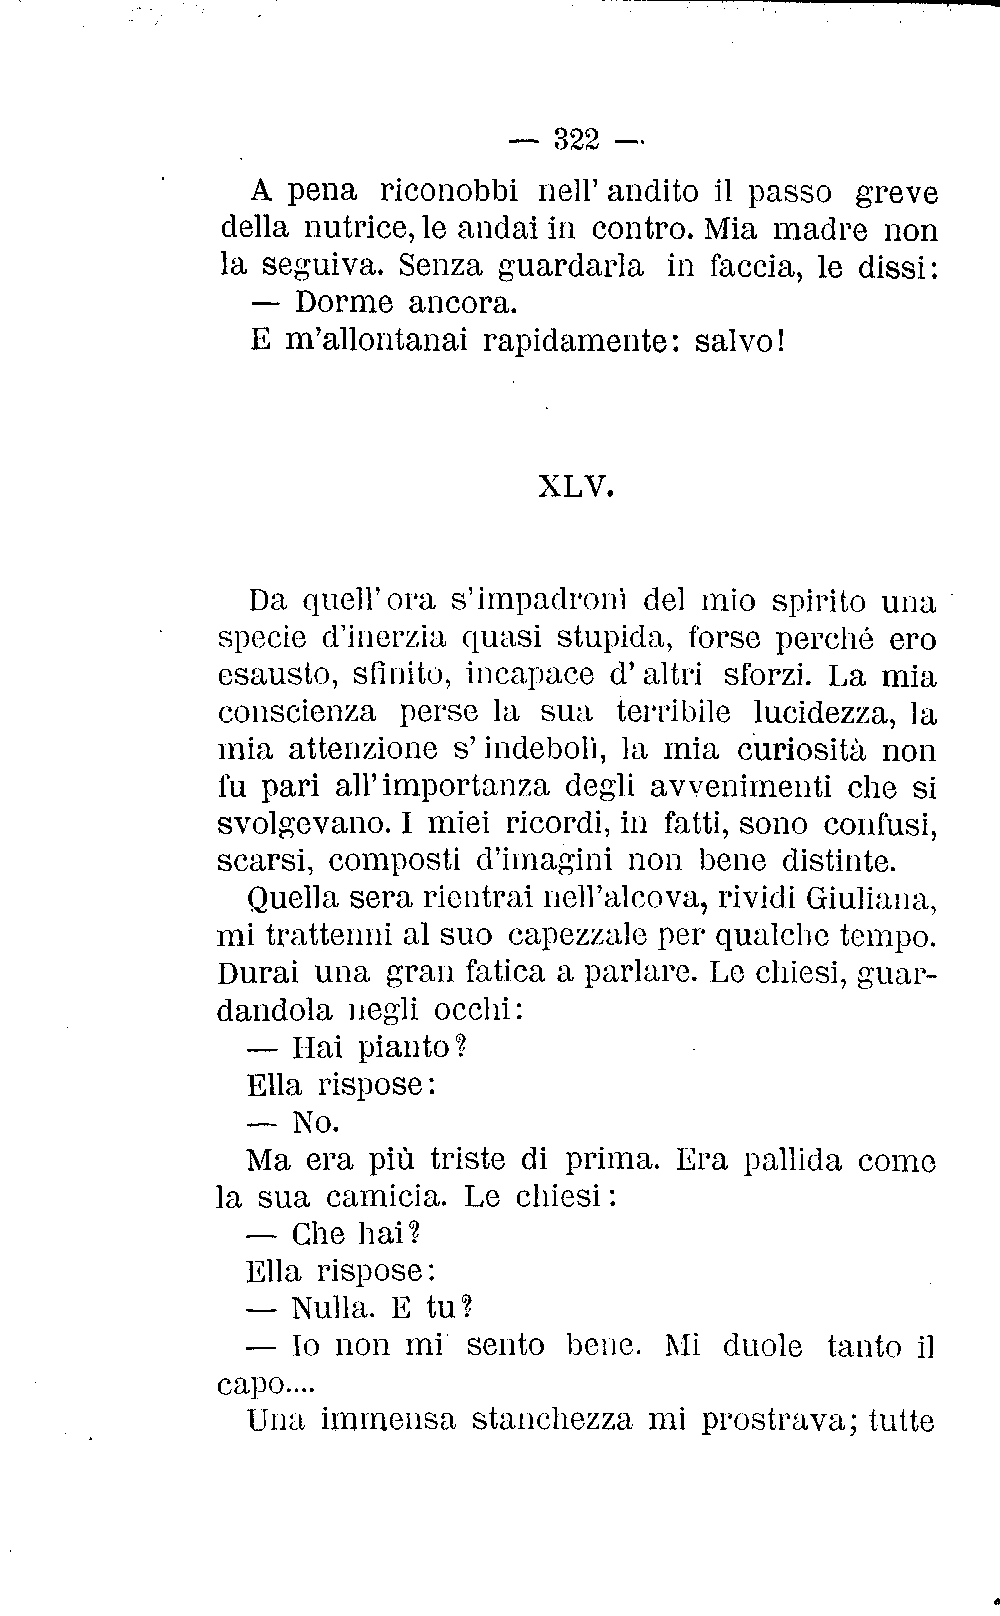 — 322 —
A pena riconobbi nell' andito il passo greve
della nutrice, le andai in contro. Mia madre non
la seguiva. Senza guardarla in faccia, le dissi:
— Dorme ancora.
E m'allontanai rapidamente: salvo!
XLV.
Da quell'ora s'impadronì del mio spirito una
specie d'inerzia quasi stupida, forse perché ero
esausto, sfinito, incapace d'altri sforzi. La mia
conscienza perse la sua terribile lucidezza, la
mia attenzione s'indebolì, la mia curiosità non
fu pari all'importanza degli avvenimenti che si
svolgevano. I miei ricordi, in fatti, sono confusi,
scarsi, composti d'imagini non bene distinte.
Quella sera rientrai nell'alcova, rividi Giuliana,
mi trattenni al suo capezzale per qualche tempo.
Durai una gran fatica a parlare. Le chiesi, guar-
dandola negli occhi:
— Hai pianto?
Ella rispose:
— No.
Ma era più triste di prima. Era pallida come
la sua camicia. Le chiesi:
— Che hai?
Ella rispose:
— Nulla. E tu?
— Io non mi sento bene. Mi duole tanto il
capo....
Una immensa stanchezza mi prostrava; tutte